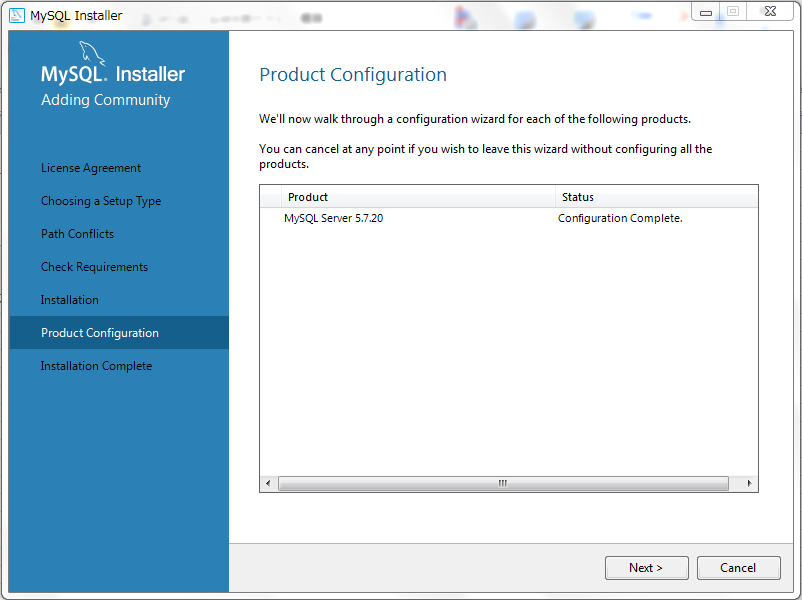 MySQL Installer
MySQL. Installer
Adding Community
License Agreement
Choosing a Setup Type
Path Conflicts
Check Requirements
Installation
Product Configuration
Installation Complete
Product Configuration
We'll now walk through a configuration wizard for each of the following products.
You can cancel at any point if you wish to leave this wizard without configuring all the
products.
Product Status
MySQL Server 5.7.20 Configuration Complete.
Next > Cancel